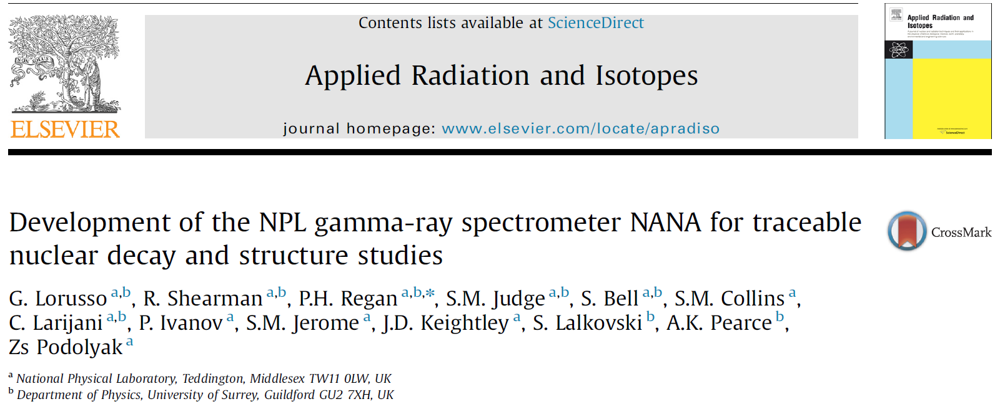 Contents lists available at ScienceDirect
Applied Radiation and Isotopes
journal homepage: www.elsevier.com/locate/apradiso
NON SOLUS
ELSEVIER
Applied Radiation and
Isotopes
ScienceDirect
Development of the NPL gamma-ray spectrometer NANA for traceable
nuclear decay and structure studies
CrossMark
G. Lorusso a,b, R. Shearman a,b, P.H. Regan a,b,*, S.M. Judge a,b, S. Bell a,b, S.M. Collins a,
C. Larijani a,b, P. Ivanov a, S.M. Jerome a, J.D. Keightley a, S. Lalkovski b, A.K. Pearce b,
Zs Podolyak a
a National Physical Laboratory, Teddington, Middlesex TW11 0LW, UK
b Department of Physics, University of Surrey, Guildford GU2 7XH, UK